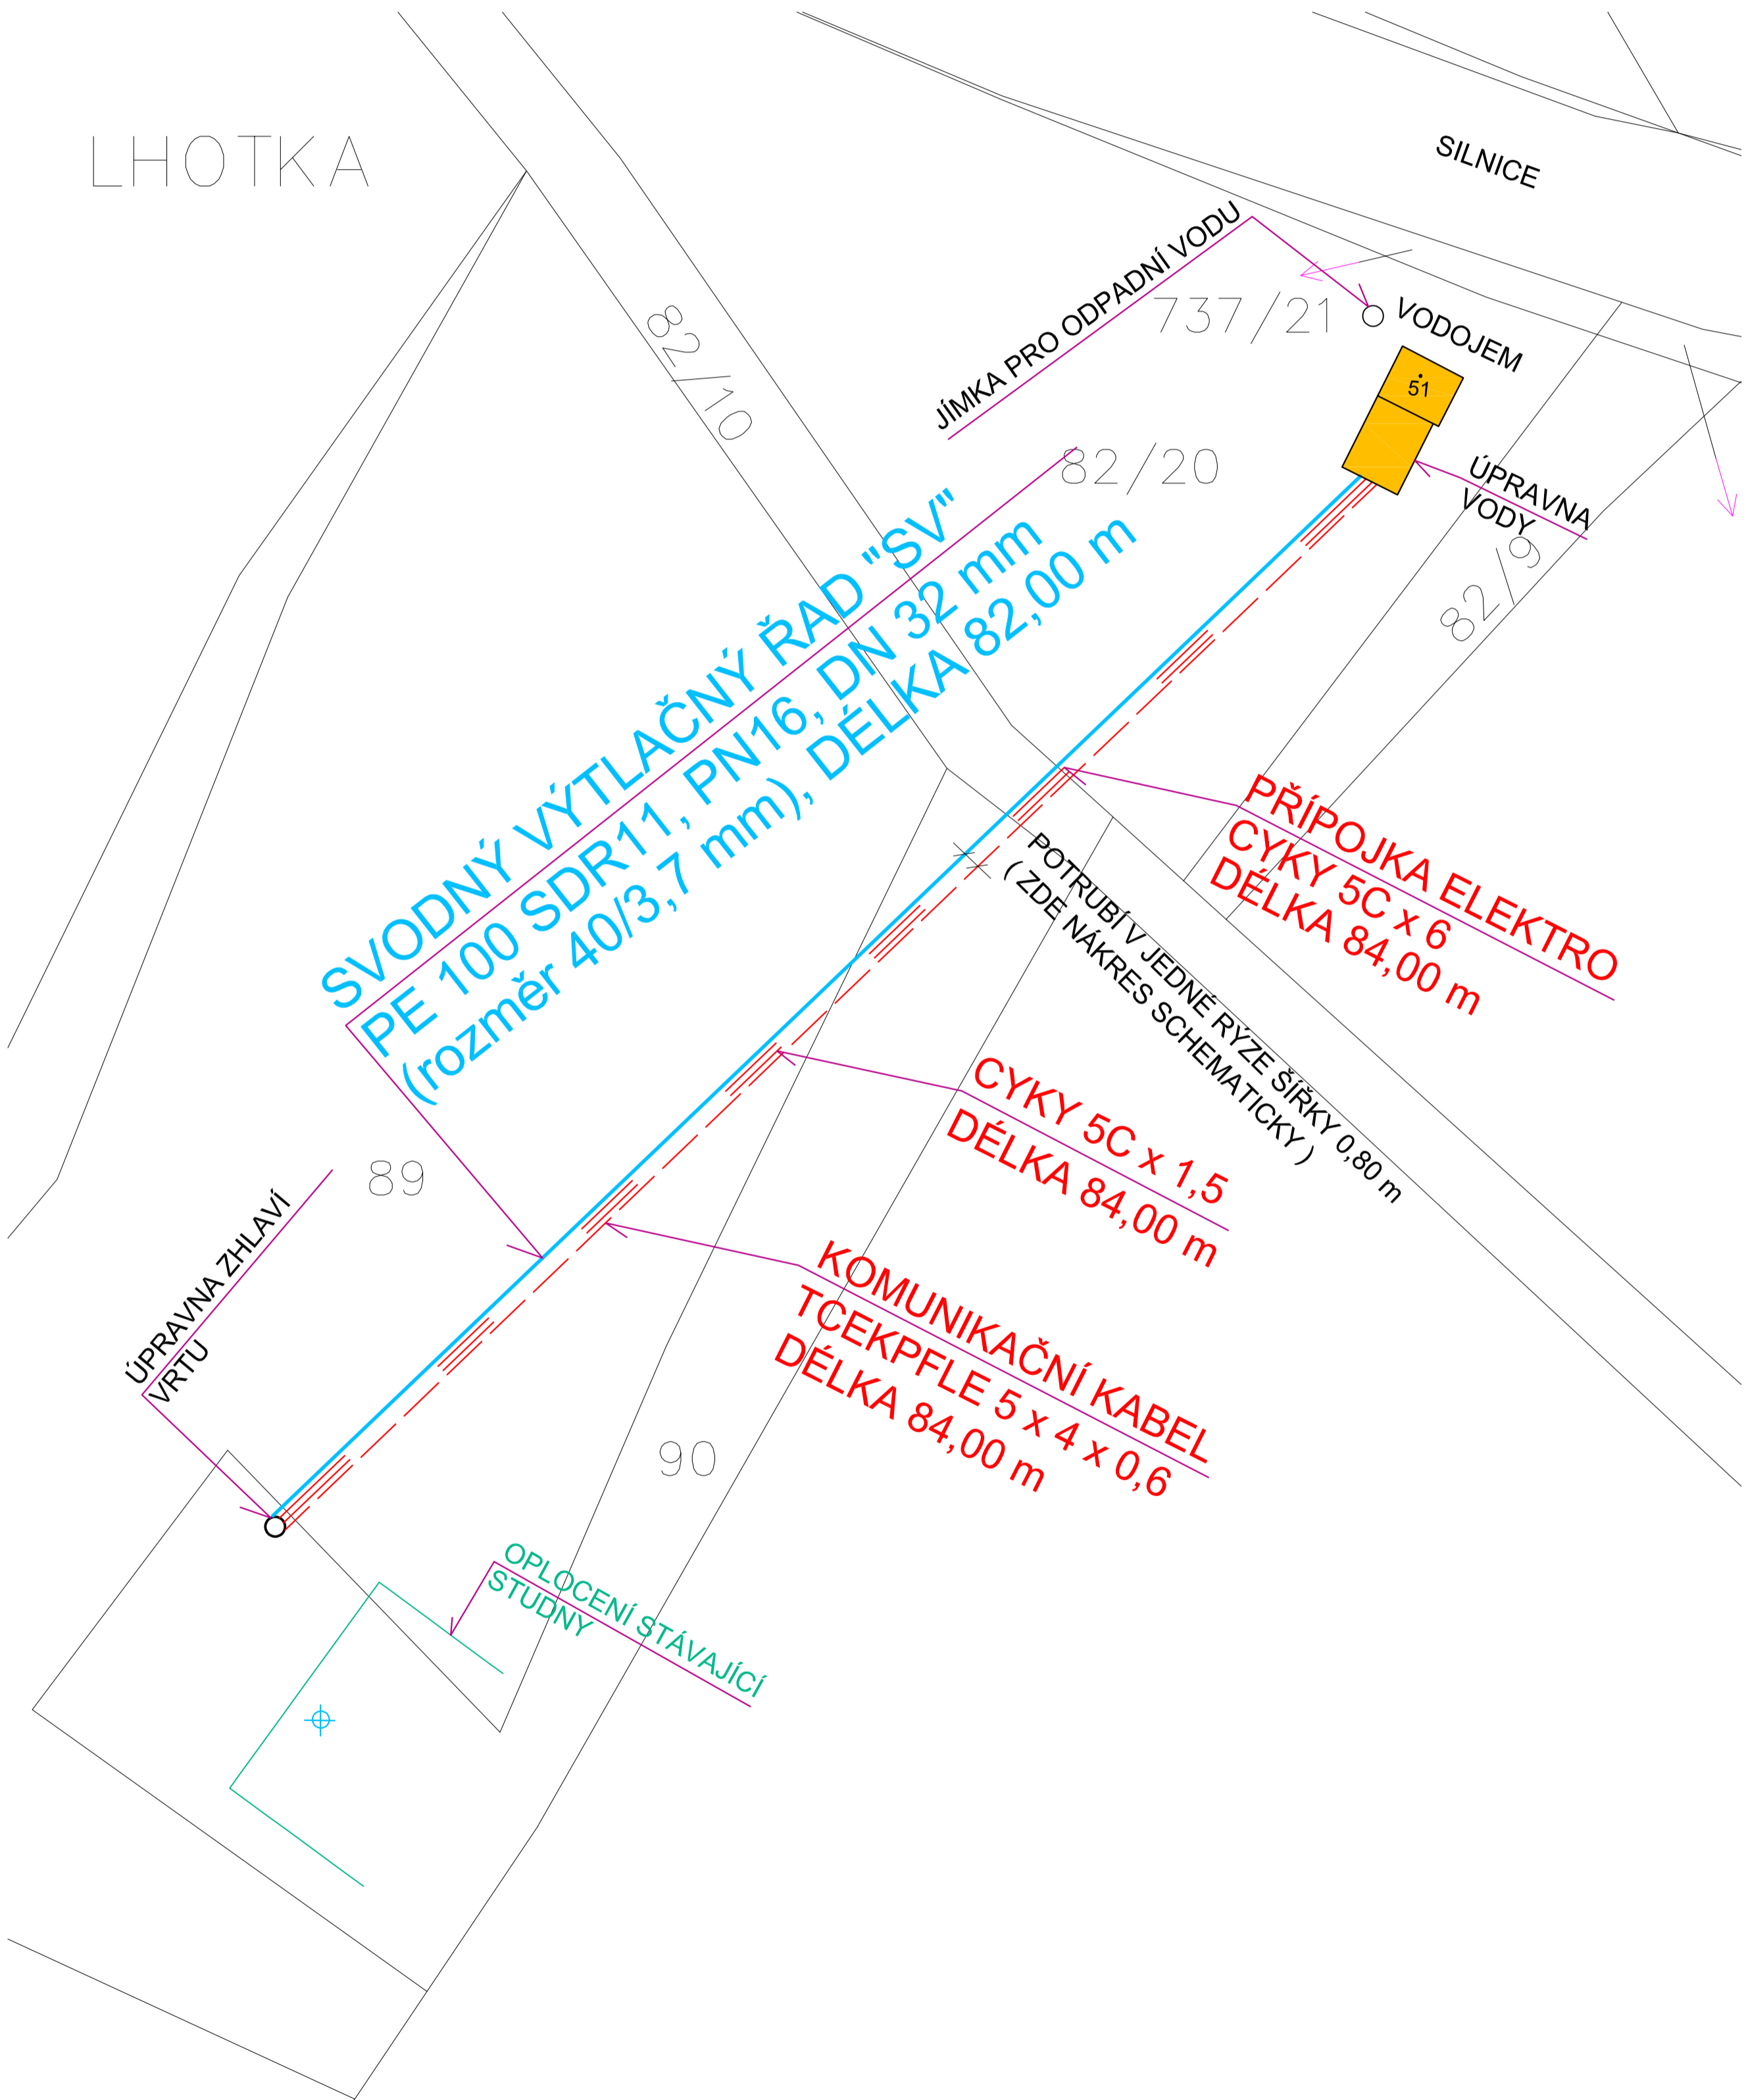 LHOTKA
SILNICE
JÍMKA PRO ODPADNÍ VODU
737/21
VODOJEM
51
82/10
82/20
ÚPRAVNA
VODY
82/9
SVODNÝ VÝTLAČNÝ ŘAD "SV"
PE 100 SDR11, PN16, DN 32 mm
(rozměr 40/3,7 mm), DÉLKA 82,00 m
PŘÍPOJKA ELEKTRO
CYKY 5C x 6
DÉLKA 84,00 m
POTRUBÍ V JEDNÉ RÝZE ŠÍŘKY 0,80 m
( ZDE NÁKRES SCHEMATICKY )
CYKY 5C x 1,5
DÉLKA 84,00 m
89
ÚPRAVNA ZHLAVÍ
VRTU
KOMUNIKAČNÍ KABEL
TCEKPFLE 5 x 4 x 0,6
DÉLKA 84,00 m
90
OPLOCENÍ STÁVAJÍCÍ
STUDNY